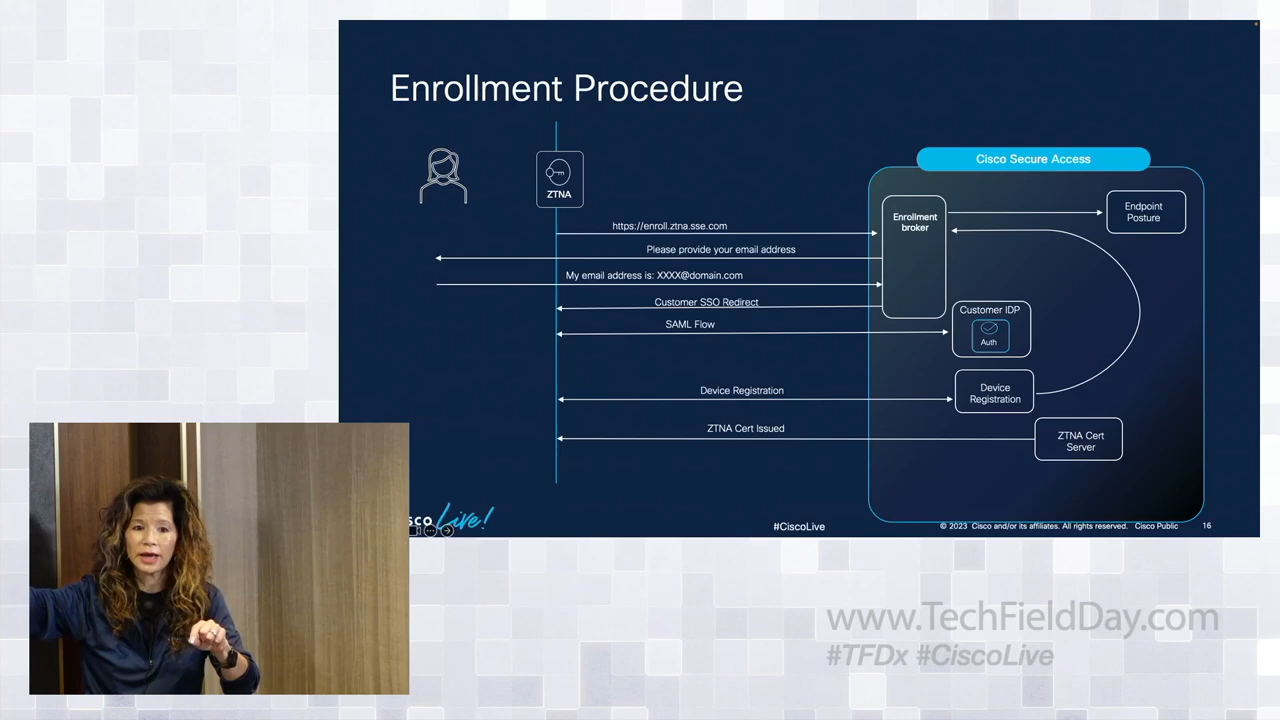 Enrollment Procedure
Cisco Secure Access
ZTNA
Enrollment
broker
Endpoint
Posture
https://enroll.ztna.sse.com
Please provide your email address
My email address is: XXXX@domain.com
Customer SSO Redirect
SAML Flow
Customer IDP
Auth
Device Registration
Device
Registration
ZTNA Cert Issued
ZTNA Cert
Server
sco Live!
#CiscoLive
© 2023 Cisco and/or its affiliates. All rights reserved. Cisco Public
16
www.TechFieldDay.com
#TFDx #CiscoLive